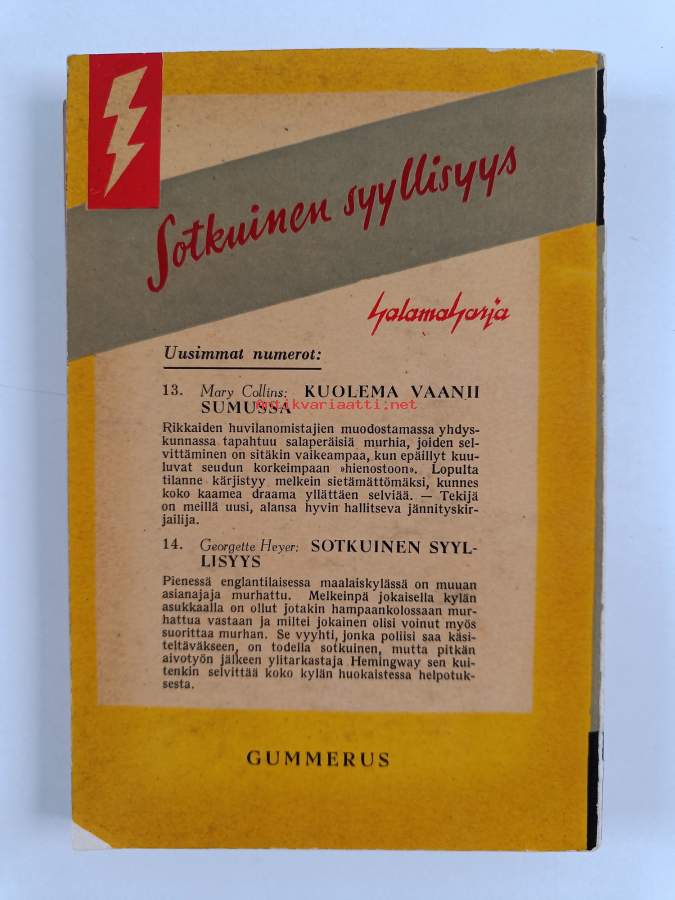 Sotkuinen syyllisyys
Salamasarja
Uusimmat numerot:
13. Mary Collins: KUOLEMA VAANII
SUMUSSA
Antikvariaatti.net
Rikkaiden huvilanomistajien muodostamassa yhdys-
kunnassa tapahtuu salaperäisiä murhia, joiden sel-
vittäminen on sitäkin vaikeampaa, kun epäillyt kuu-
luvat seudun korkeimpaan »hienostoon». Lopulta
tilanne kärjistyy melkein sietämättömäksi, kunnes
koko kaamea draama yllättäen selviää. — Tekijä
on meillä uusi, alansa hyvin hallitseva jännityskir-
jailija.
14. Georgette Heyer: SOTKUINEN SYYL-
LISYYS
Pienessä englantilaisessa maalaiskylässä on muuan
asianajaja murhattu. Melkeinpä jokaisella kylän
asukkaalla on ollut jotakin hampaankolossaan mur-
hattua vastaan ja miltei jokainen olisi voinut myös
suorittaa murhan. Se vyyhti, jonka poliisi saa käsi-
teltäväkseen, on todella sotkuinen, mutta pitkän
aivotyön jälkeen ylitarkastaja Hemingway sen kui-
tenkin selvittää koko kylän huokaistessa helpotuk-
sesta.
GUMMERUS